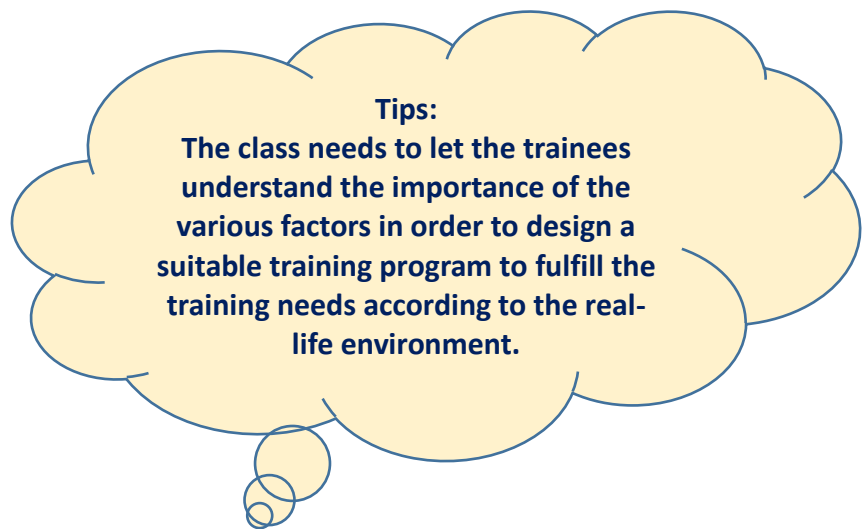 Tips:
The class needs to let the trainees
understand the importance of the
various factors in order to design a
suitable training program to fulfill the
training needs according to the real-
life environment.